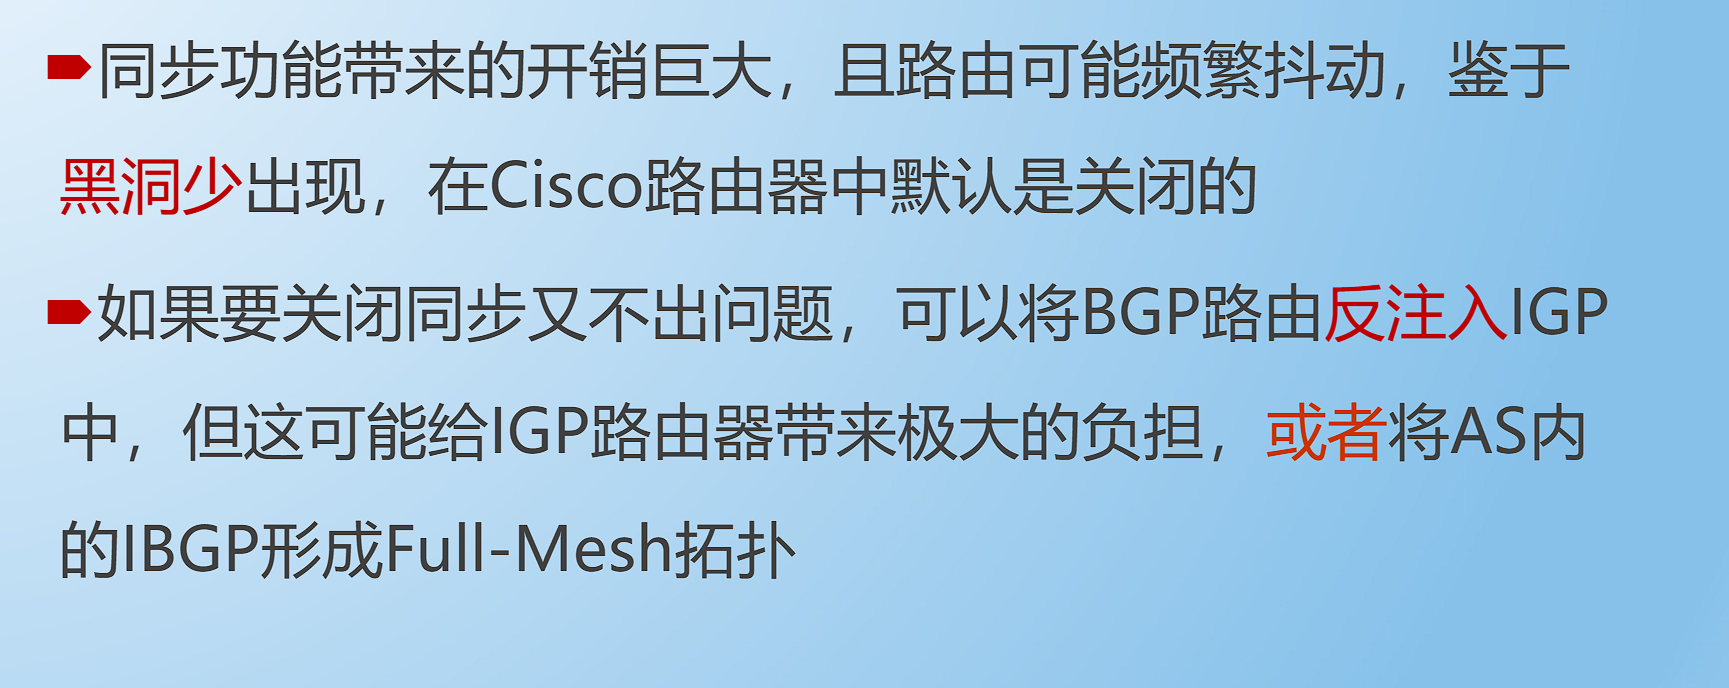 同步功能带来的开销巨大，且路由可能频繁抖动，鉴于
黑洞少出现，在Cisco路由器中默认是关闭的
如果要关闭同步又不出问题，可以将BGP路由反注入IGP
中，但这可能给IGP路由器带来极大的负担，或者将AS内
的IBGP形成Full-Mesh拓扑